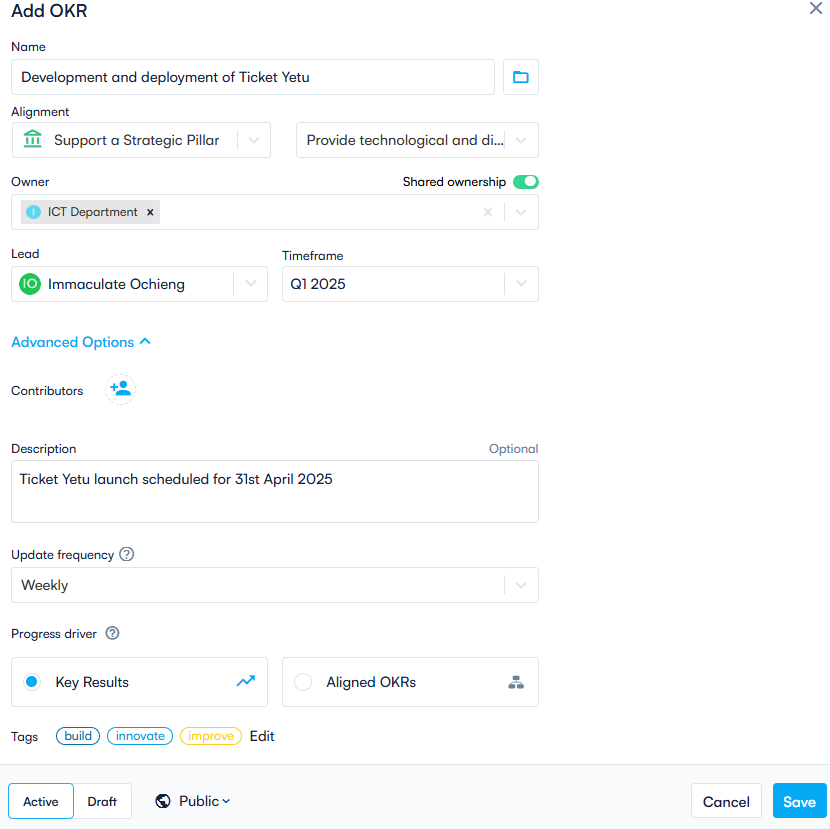 Add OKR
Name
Development and deployment of Ticket Yetu
Alignment
Support a Strategic Pillar
Provide technological and di...
Owner
Shared ownership
I ICT Department x
Lead
Timeframe
IO Immaculate Ochieng
Q1 2025
Advanced Options
Contributors
Description
Optional
Ticket Yetu launch scheduled for 31st April 2025
Update frequency ?
Weekly
Progress driver ?
Key Results
Aligned OKRs
Tags build innovate improve Edit
Active Draft Public Cancel Save